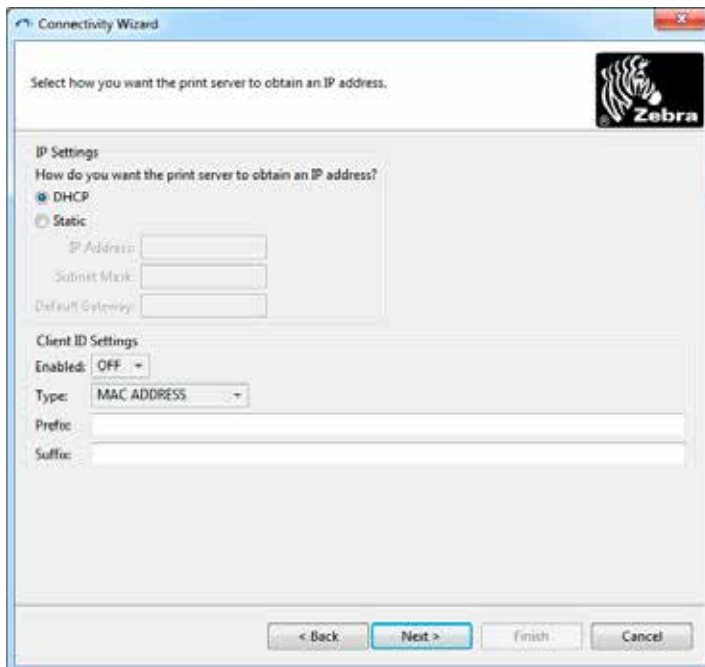 Connectivity Wizard
Select how you want the print server to obtain an IP address.
® Zebra
IP Settings
How do you want the print server to obtain an IP address?
DHCP
Static
IP Address:
Subnet Mask:
Default Gateway:
Client ID Settings
Enabled: OFF
Type: MAC ADDRESS
Prefix:
Suffix:
< Back Next > Finish Cancel